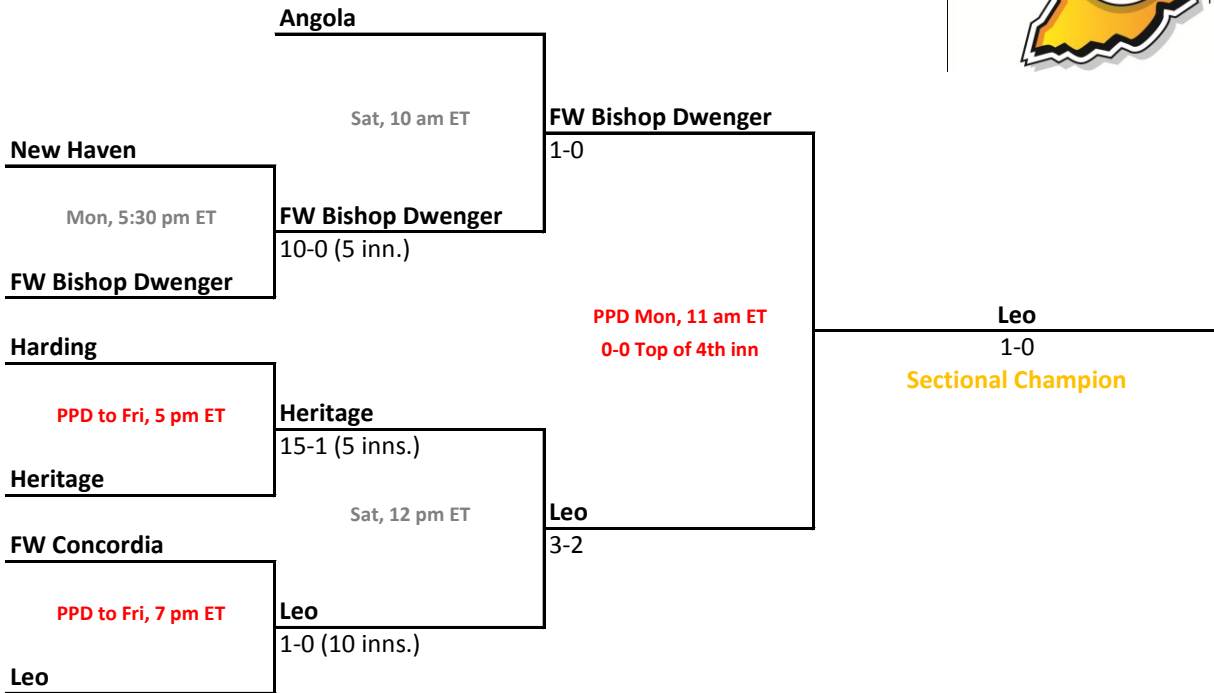 Angola
Sat, 10 am ET
FW Bishop Dwenger
1-0
New Haven
Mon, 5:30 pm ET
FW Bishop Dwenger
10-0 (5 inn.)
FW Bishop Dwenger
PPD Mon, 11 am ET
0-0 Top of 4th inn
Leo
1-0
Sectional Champion
Harding
PPD to Fri, 5 pm ET
Heritage
15-1 (5 inns.)
Heritage
Sat, 12 pm ET
Leo
3-2
FW Concordia
PPD to Fri, 7 pm ET
Leo
1-0 (10 inns.)
Leo